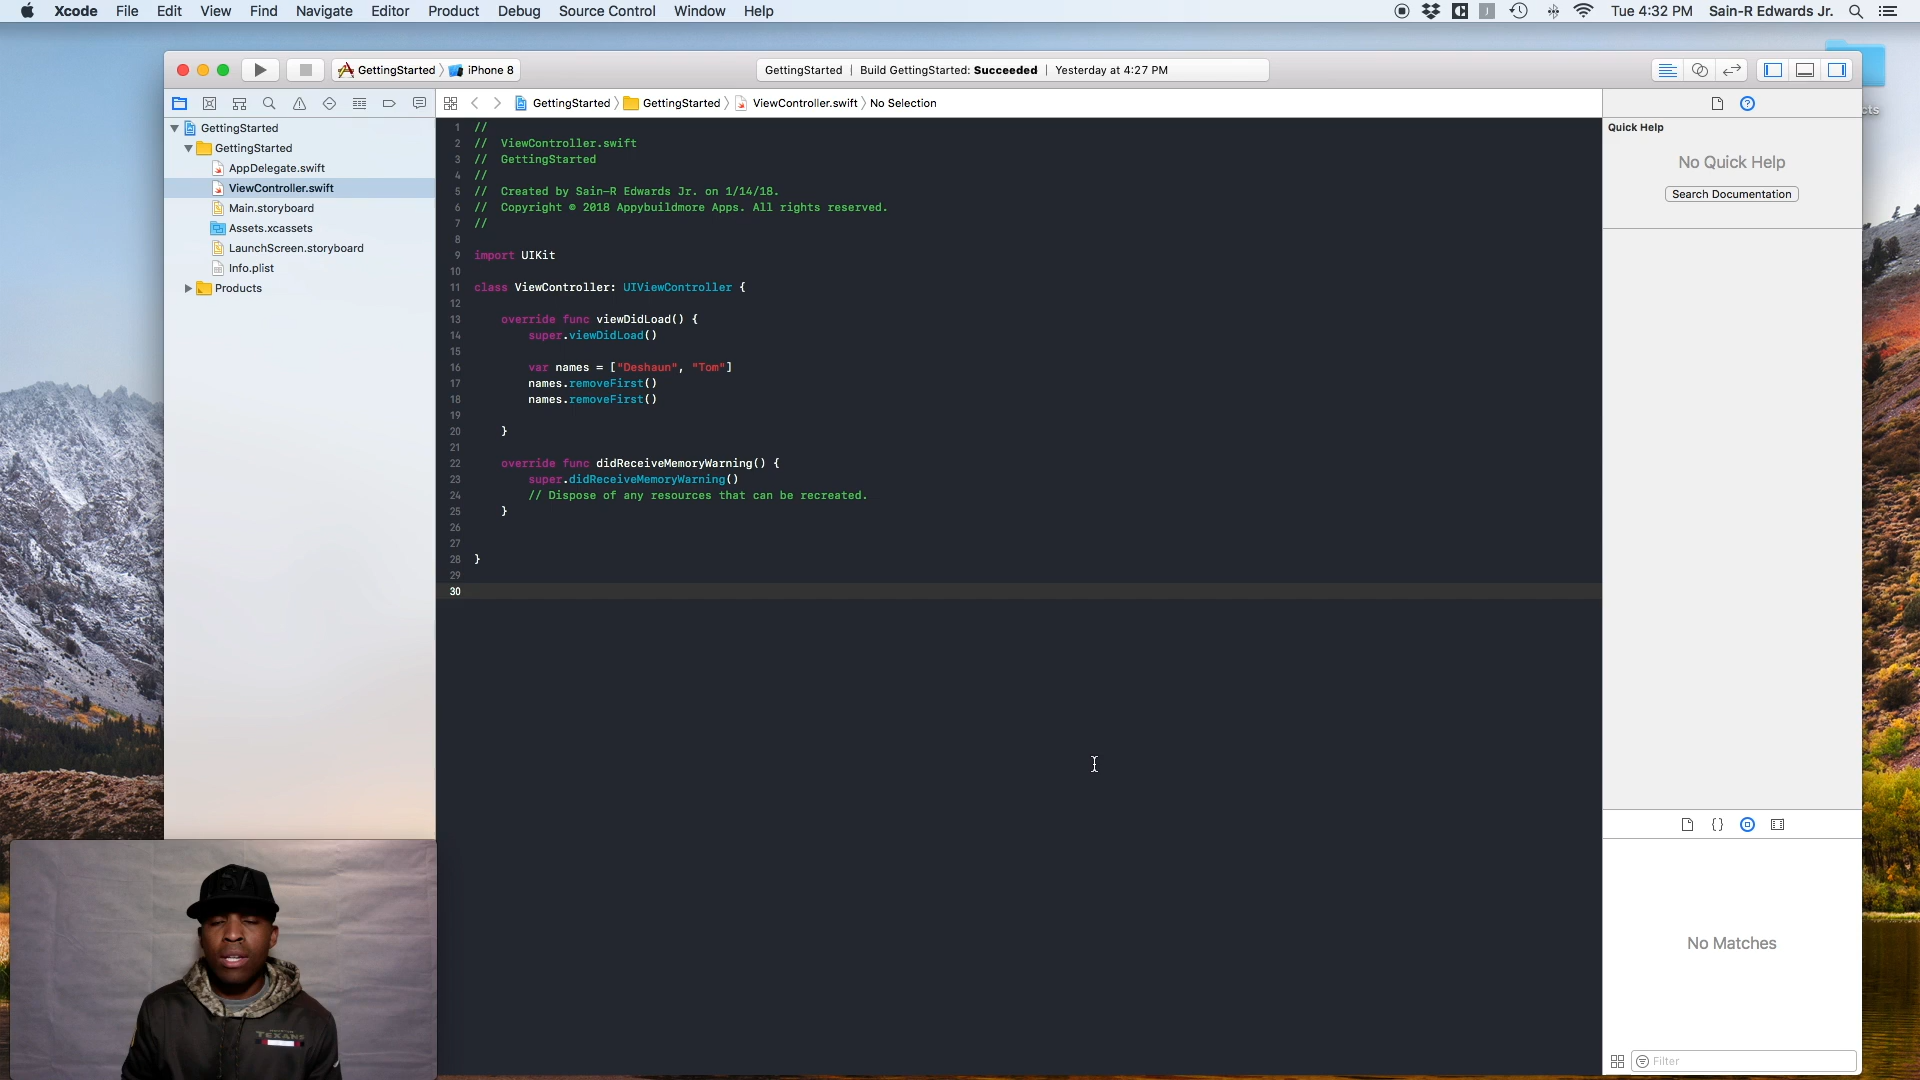 Xcode File Edit View Find Navigate Editor Product Debug Source Control Window Help
Tue 4:32 PM Sain-R Edwards Jr.
GettingStarted iPhone 8
GettingStarted | Build GettingStarted: Succeeded | Yesterday at 4:27 PM
GettingStarted GettingStarted ViewController.swift No Selection
GettingStarted
GettingStarted
AppDelegate.swift
ViewController.swift
Main.storyboard
Assets.xcassets
LaunchScreen.storyboard
Info.plist
Products
1 //
2 // ViewController.swift
3 // GettingStarted
4 //
5 // Created by Sain-R Edwards Jr. on 1/14/18.
6 // Copyright © 2018 Appybuildmore Apps. All rights reserved.
7 //
8
9 import UIKit
10
11 class ViewController: UIViewController {
12
13 override func viewDidLoad() {
14 super.viewDidLoad()
15
16 var names = ["Deshaun", "Tom"]
17 names.removeFirst()
18 names.removeFirst()
19
20 }
21
22 override func didReceiveMemoryWarning() {
23 super.didReceiveMemoryWarning()
24 // Dispose of any resources that can be recreated.
25 }
26
27
28 }
29
30
Quick Help
No Quick Help
Search Documentation
cts
{}
No Matches
Filter
TEXANS